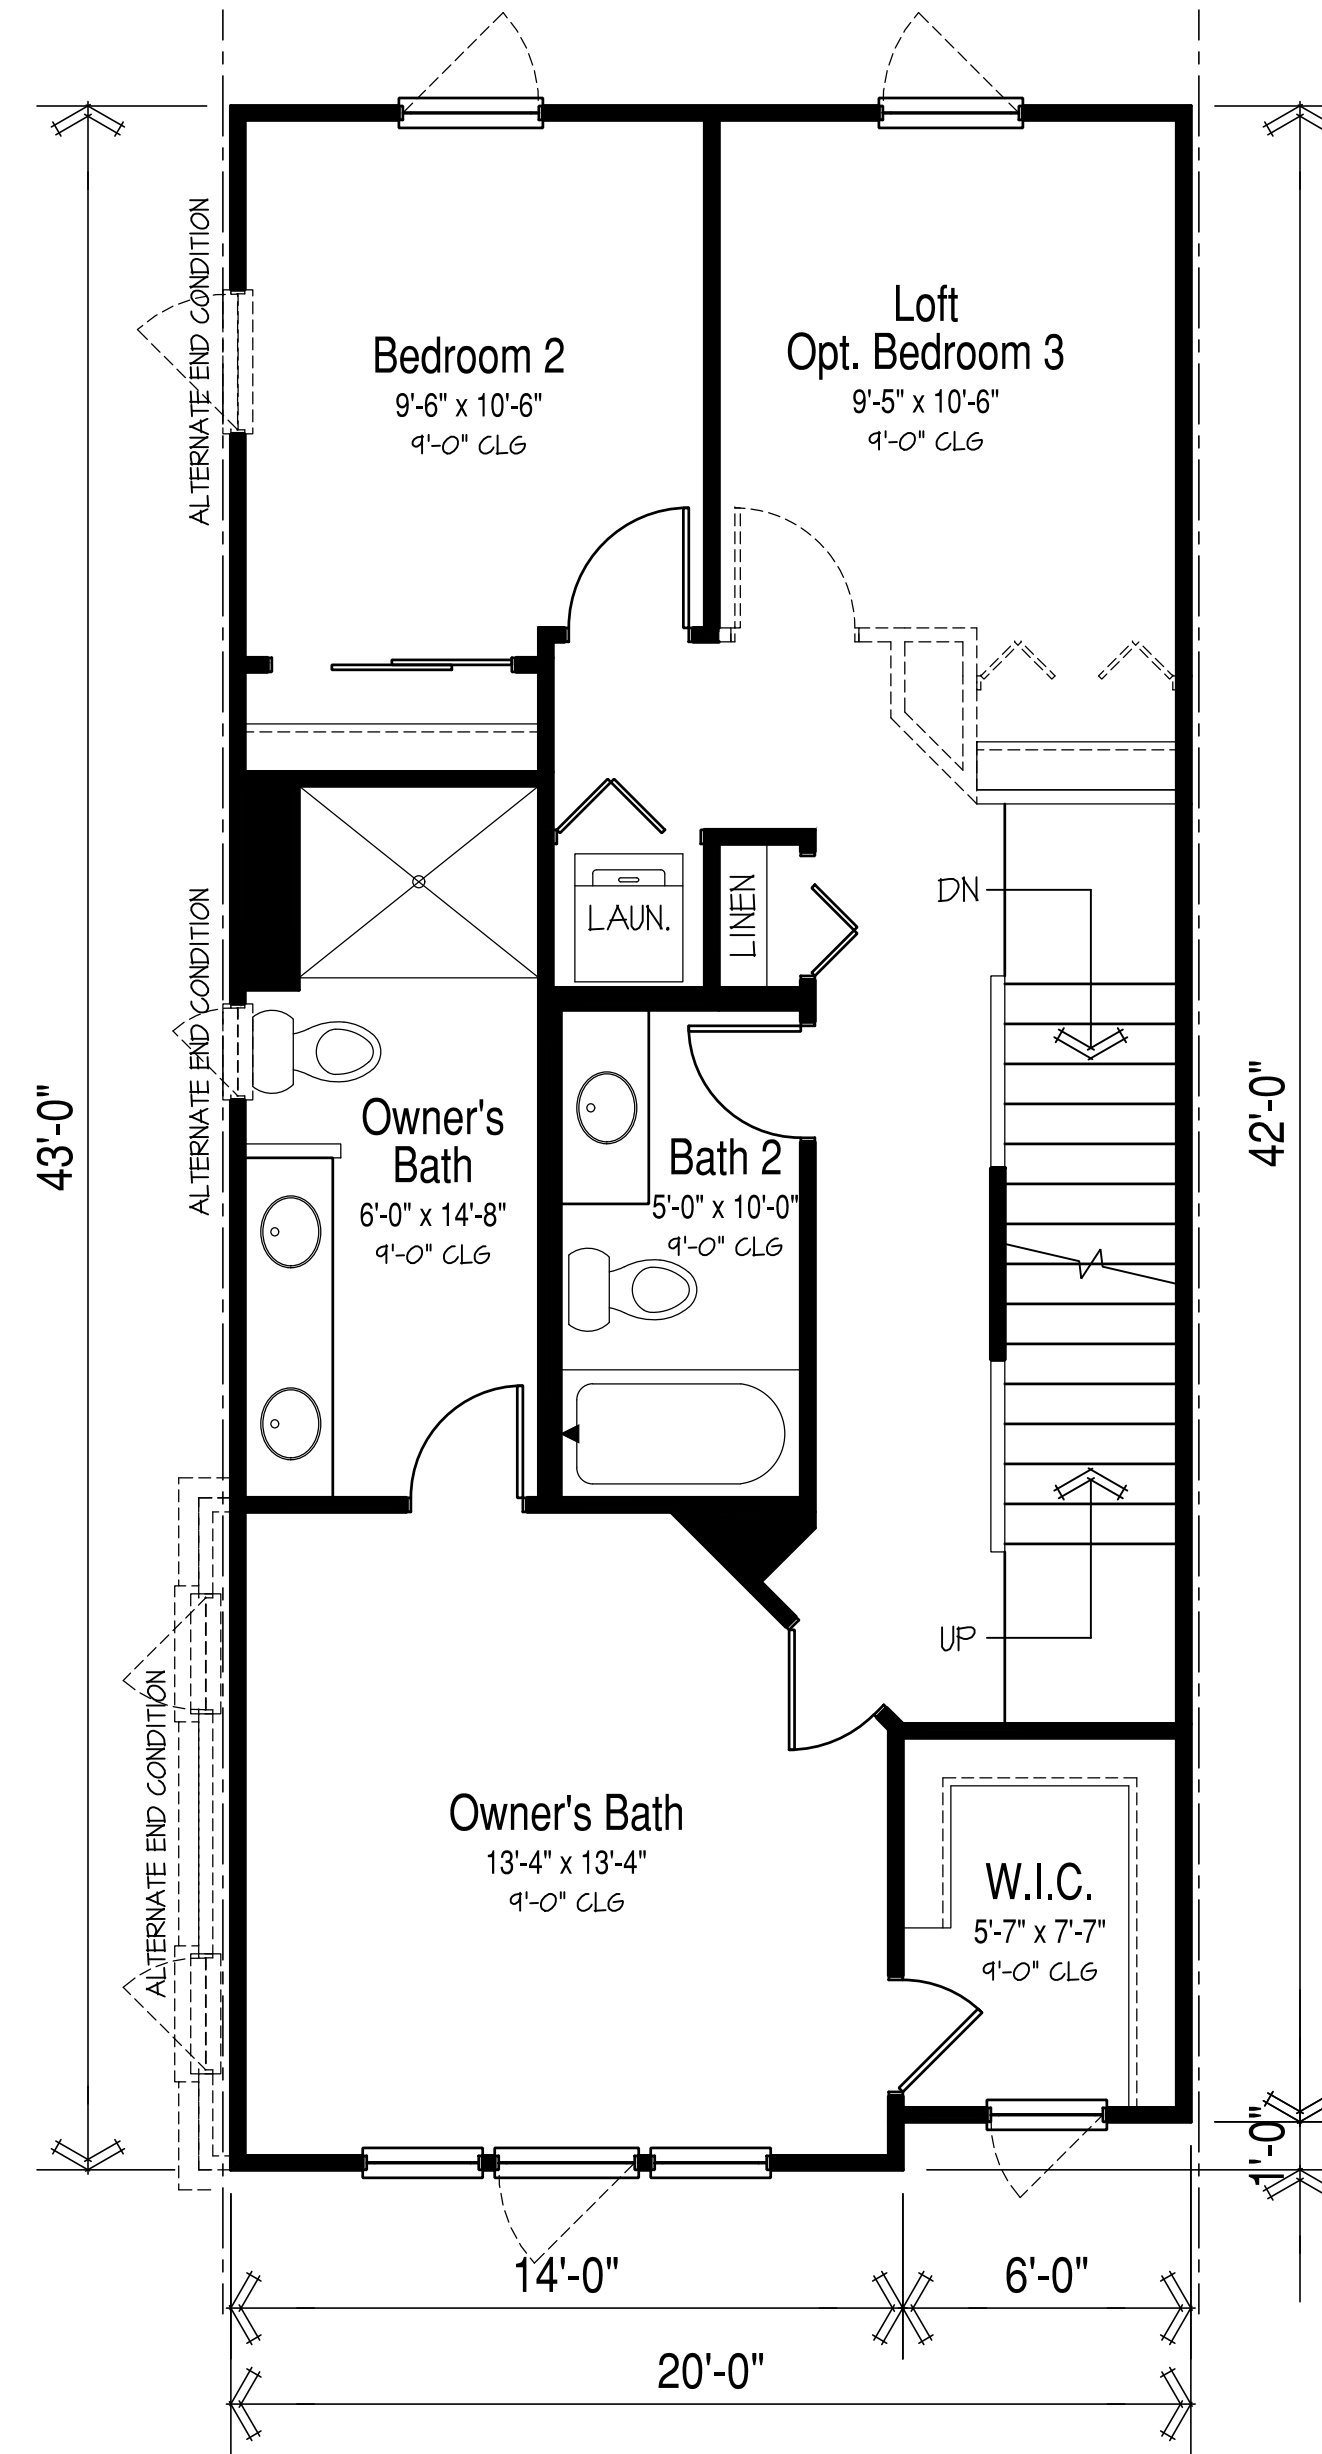 Bedroom 2
9'-6" x 10'-6"
9'-0" CLG
Loft
Opt. Bedroom 3
9'-5" x 10'-6"
9'-0" CLG
ALTERNATE END CONDITION
LAUN.
LINEN
DN
ALTERNATE END CONDITION
43'-0"
42'-0"
Owner's
Bath
6'-0" x 14'-8"
9'-0" CLG
Bath 2
5'-0" x 10'-0"
9'-0" CLG
UP
ALTERNATE END CONDITION
Owner's Bath
13'-4" x 13'-4"
9'-0" CLG
W.I.C.
5'-7" x 7'-7"
9'-0" CLG
1'-0"
14'-0"
6'-0"
20'-0"